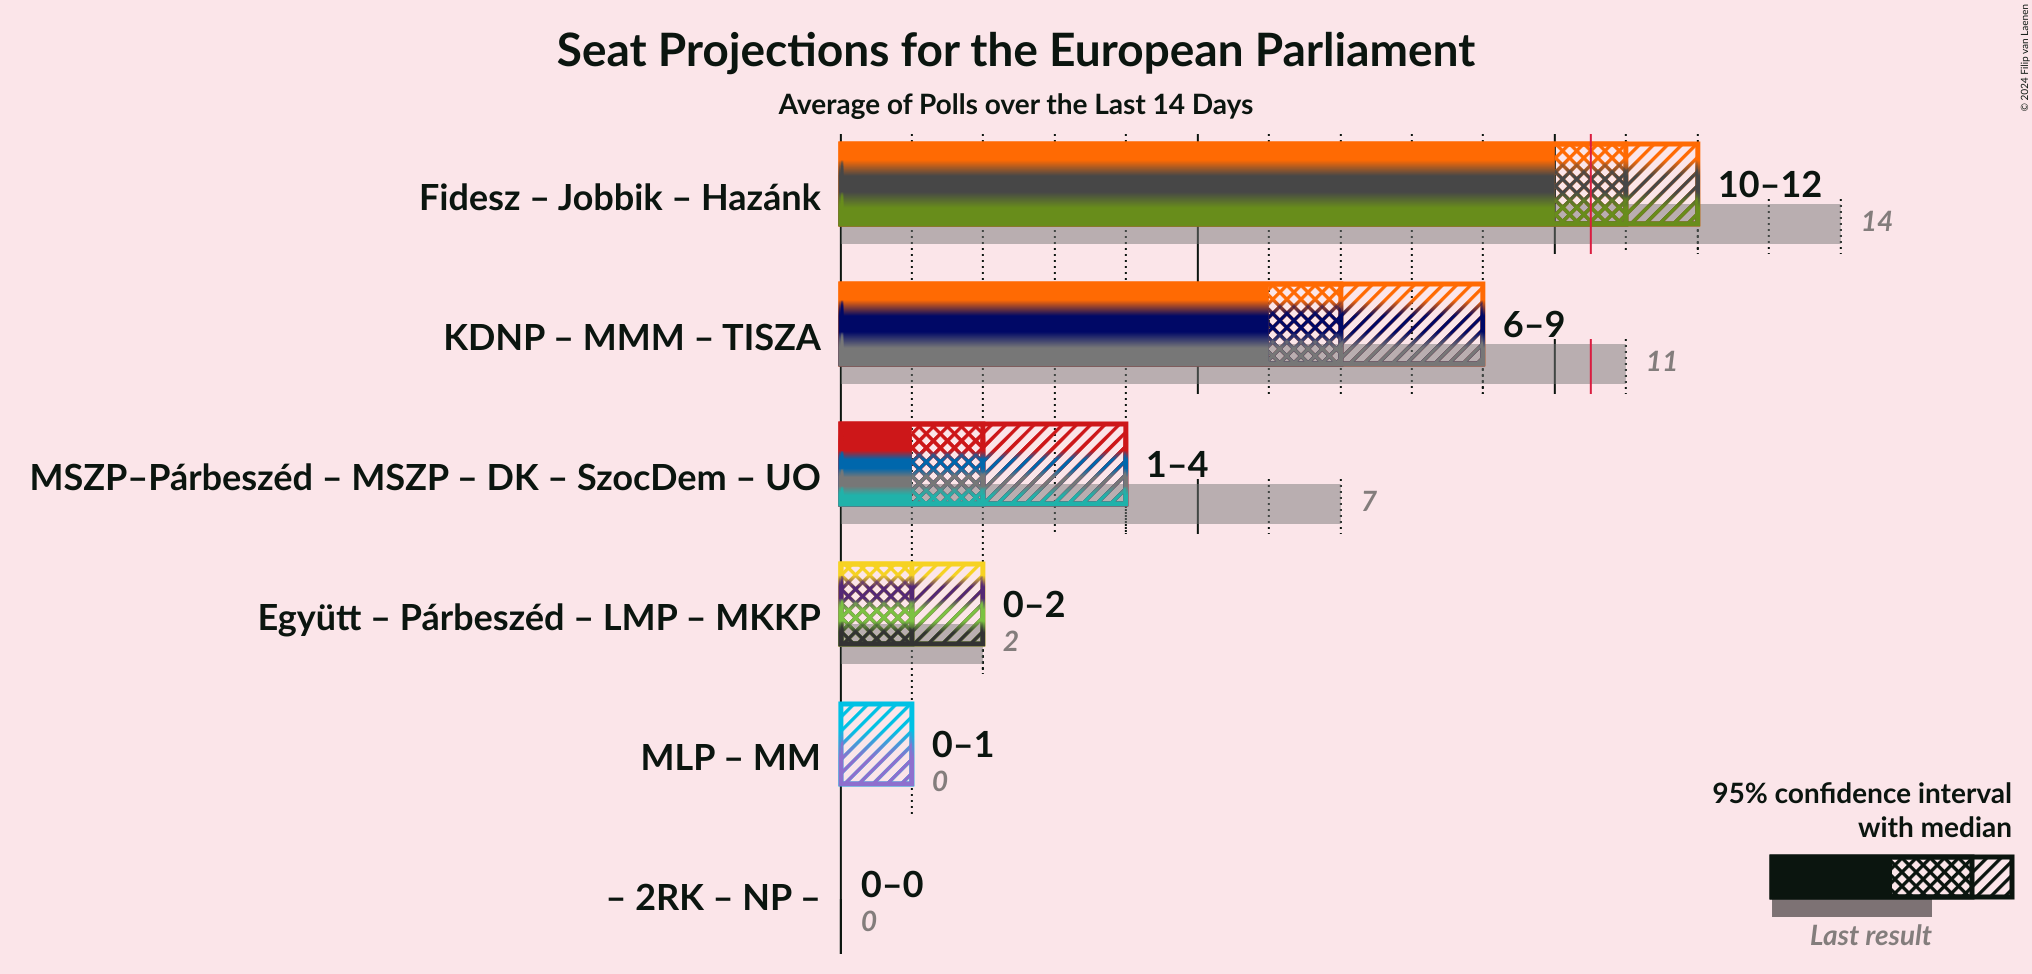 Seat Projections for the European Parliament
Average of Polls over the Last 14 Days
© 2024 Filip van Laenen
Fidesz – Jobbik – Hazánk
10–12
14
KDNP – MMM – TISZA
6–9
11
MSZP–Párbeszéd – MSZP – DK – SzocDem – UO
1–4
7
Együtt – Párbeszéd – LMP – MKKP
0–2
2
MLP – MM
0–1
0
– 2RK – NP –
0–0
0
95% confidence interval
with median
Last result